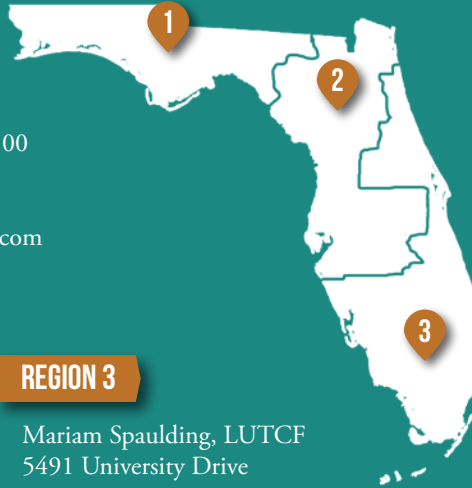 1
2
00
com
3
REGION 3
Mariam Spaulding, LUTCF
5491 University Drive